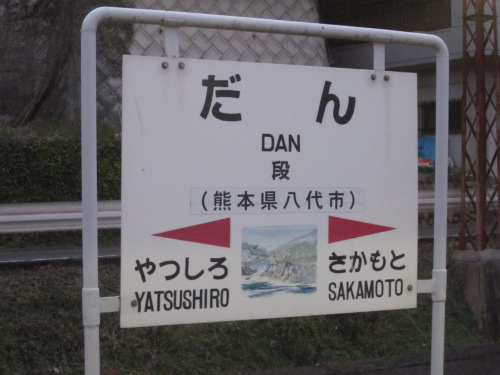 だん
DAN
段
(熊本県八代市)
やつしろ さかもと
YATSUSHIRO SAKAMOTO